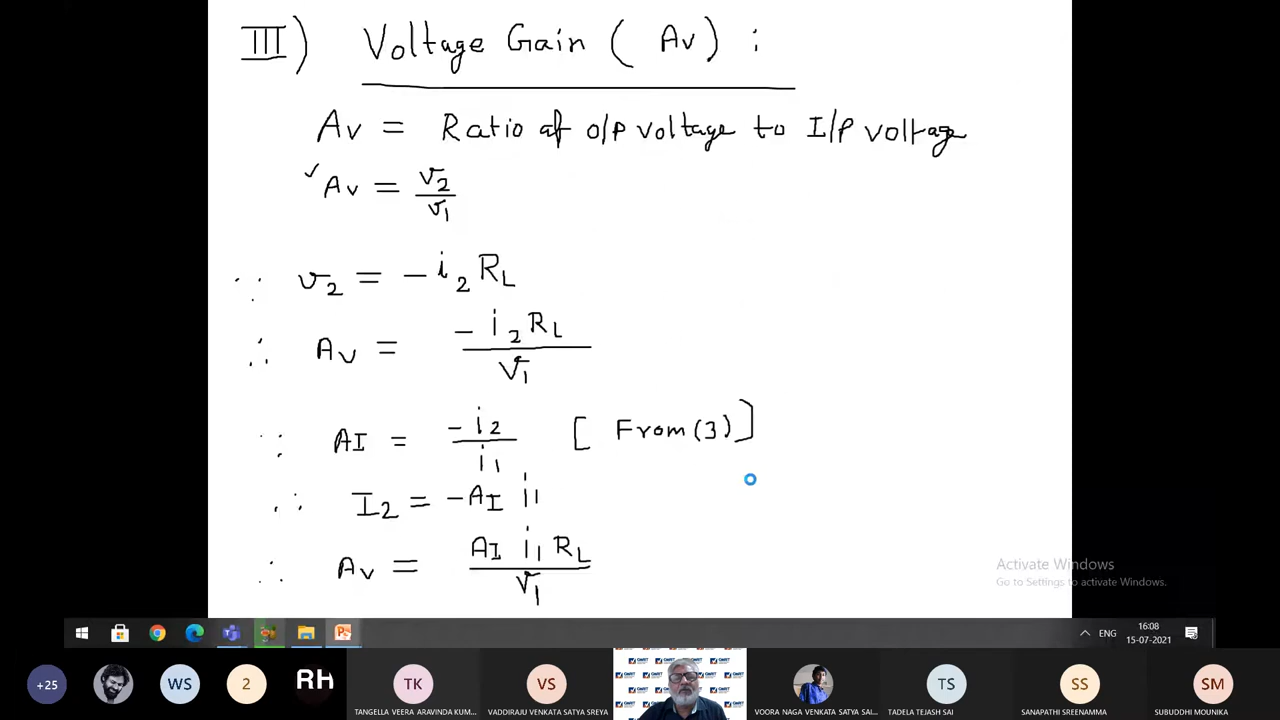 III) Voltage Gain ( Av ) :
Av = Ratio of o/p voltage to I/P voltage
✓ Av = v2 / v1
∵ v2 = - i2 RL
∴ Av = - i2 RL / v1
∵ AI = - i2 / i1 [ From (3) ]
∴ I2 = - AI i1
∴ Av = AI i1 RL / v1
Activate Windows
Go to Settings to activate Windows.
ENG
16:08
15-07-2021
+25
WS
2
RH
TK
TANGELLA VEERA ARAVINDA KUM...
VS
VADDIRAJU VENKATA SATYA SREYA
CMRIT
VOORA NAGA VENKATA SATYA SAI...
TS
TADELA TEJASH SAI
SS
SANAPATHI SREENAMMA
SM
SUBUDDHI MOUNIKA